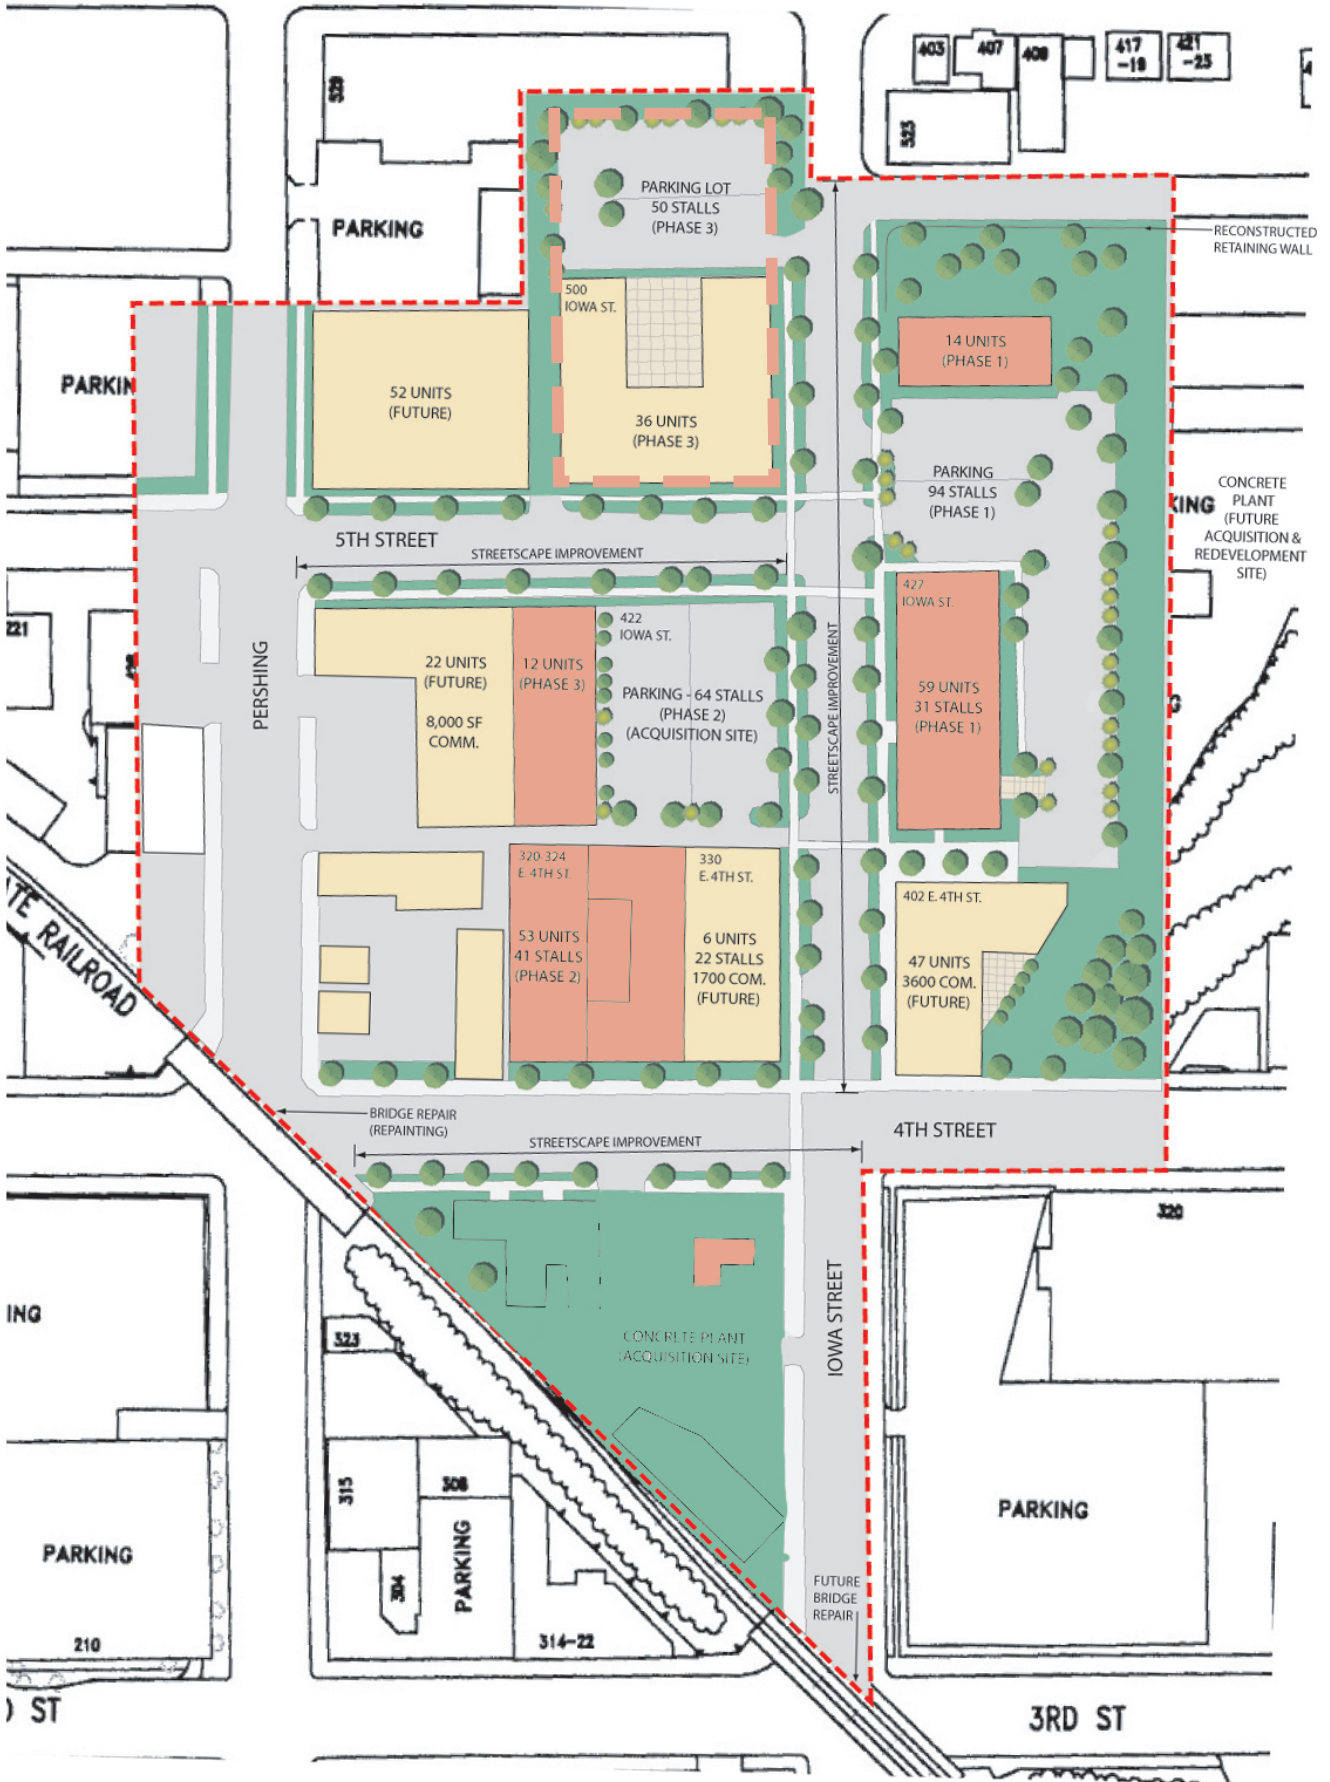 529
403
407
409
417
-19
421
-25
523
PARKING
PARKING LOT
50 STALLS
(PHASE 3)
RECONSTRUCTED
RETAINING WALL
500
IOWA ST.
14 UNITS
(PHASE 1)
PARKIN
52 UNITS
(FUTURE)
36 UNITS
(PHASE 3)
PARKING
94 STALLS
(PHASE 1)
KING
CONCRETE
PLANT
(FUTURE
ACQUISITION &
REDEVELOPMENT
SITE)
5TH STREET
STREETSCAPE IMPROVEMENT
427
IOWA ST.
221
422
IOWA ST.
PERSHING
22 UNITS
(FUTURE)
8,000 SF
COMM.
12 UNITS
(PHASE 3)
PARKING - 64 STALLS
(PHASE 2)
(ACQUISITION SITE)
STREETSCAPE IMPROVEMENT
59 UNITS
31 STALLS
(PHASE 1)
G
320-324
E. 4TH ST.
330
E. 4TH ST.
402 E. 4TH ST.
53 UNITS
41 STALLS
(PHASE 2)
6 UNITS
22 STALLS
1700 COM.
(FUTURE)
47 UNITS
3600 COM.
(FUTURE)
TE RAILROAD
BRIDGE REPAIR
(REPAINTING)
STREETSCAPE IMPROVEMENT
4TH STREET
320
ING
323
CONCRETE PLANT
(ACQUISITION SITE)
IOWA STREET
315
308
PARKING
PARKING
PARKING
304
FUTURE
BRIDGE
REPAIR
210
314-22
ST
3RD ST